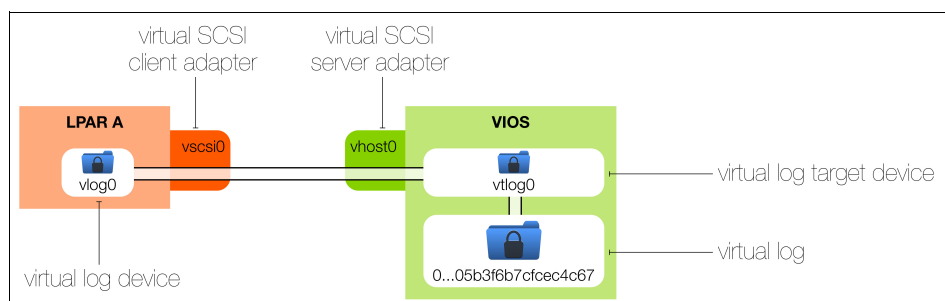 virtual SCSI
client adapter
virtual SCSI
server adapter
LPAR A
vscsi0
vhost0
VIOS
vlog0
vtlog0
virtual log target device
virtual log device
0...05b3f6b7cfcec4c67
virtual log